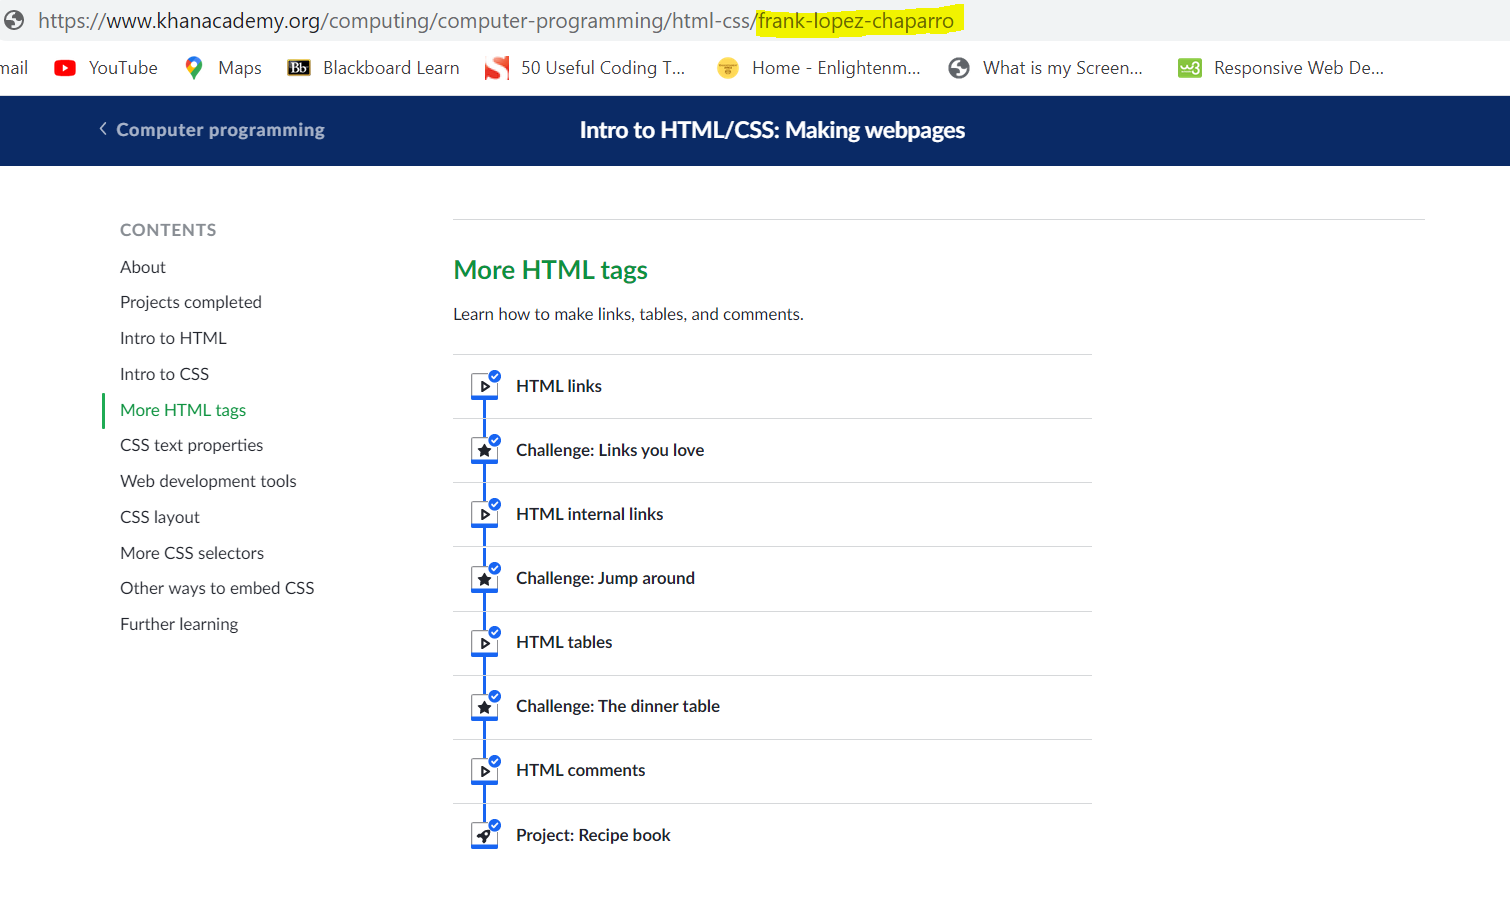 https://www.khanacademy.org/computing/computer-programming/html-css/frank-lopez-chaparro
mail YouTube Maps Bb Blackboard Learn 50 Useful Coding T... Home - Enlightenm... What is my Screen... w3 Responsive Web De...
Computer programming
Intro to HTML/CSS: Making webpages
CONTENTS
About
Projects completed
Intro to HTML
Intro to CSS
More HTML tags
CSS text properties
Web development tools
CSS layout
More CSS selectors
Other ways to embed CSS
Further learning
More HTML tags
Learn how to make links, tables, and comments.
HTML links
Challenge: Links you love
HTML internal links
Challenge: Jump around
HTML tables
Challenge: The dinner table
HTML comments
Project: Recipe book